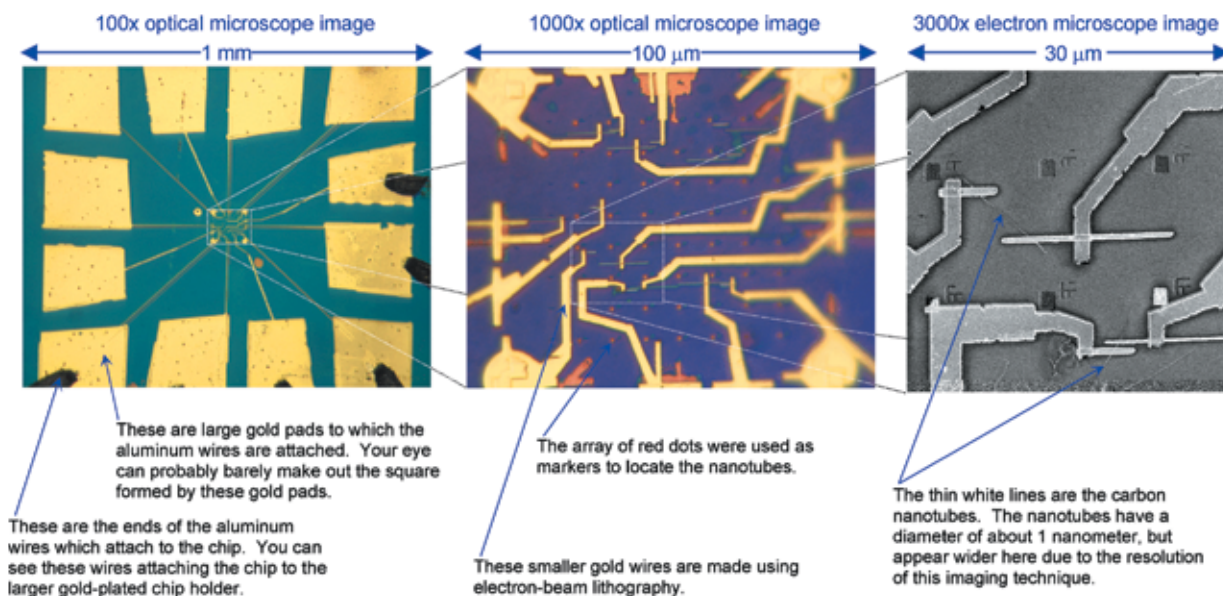 100x optical microscope image
1 mm
1000x optical microscope image
100 μm
3000x electron microscope image
30 μm
These are large gold pads to which the
aluminum wires are attached. Your eye
can probably barely make out the square
formed by these gold pads.
These are the ends of the aluminum
wires which attach to the chip. You can
see these wires attaching the chip to the
larger gold-plated chip holder.
The array of red dots were used as
markers to locate the nanotubes.
These smaller gold wires are made using
electron-beam lithography.
The thin white lines are the carbon
nanotubes. The nanotubes have a
diameter of about 1 nanometer, but
appear wider here due to the resolution
of this imaging technique.